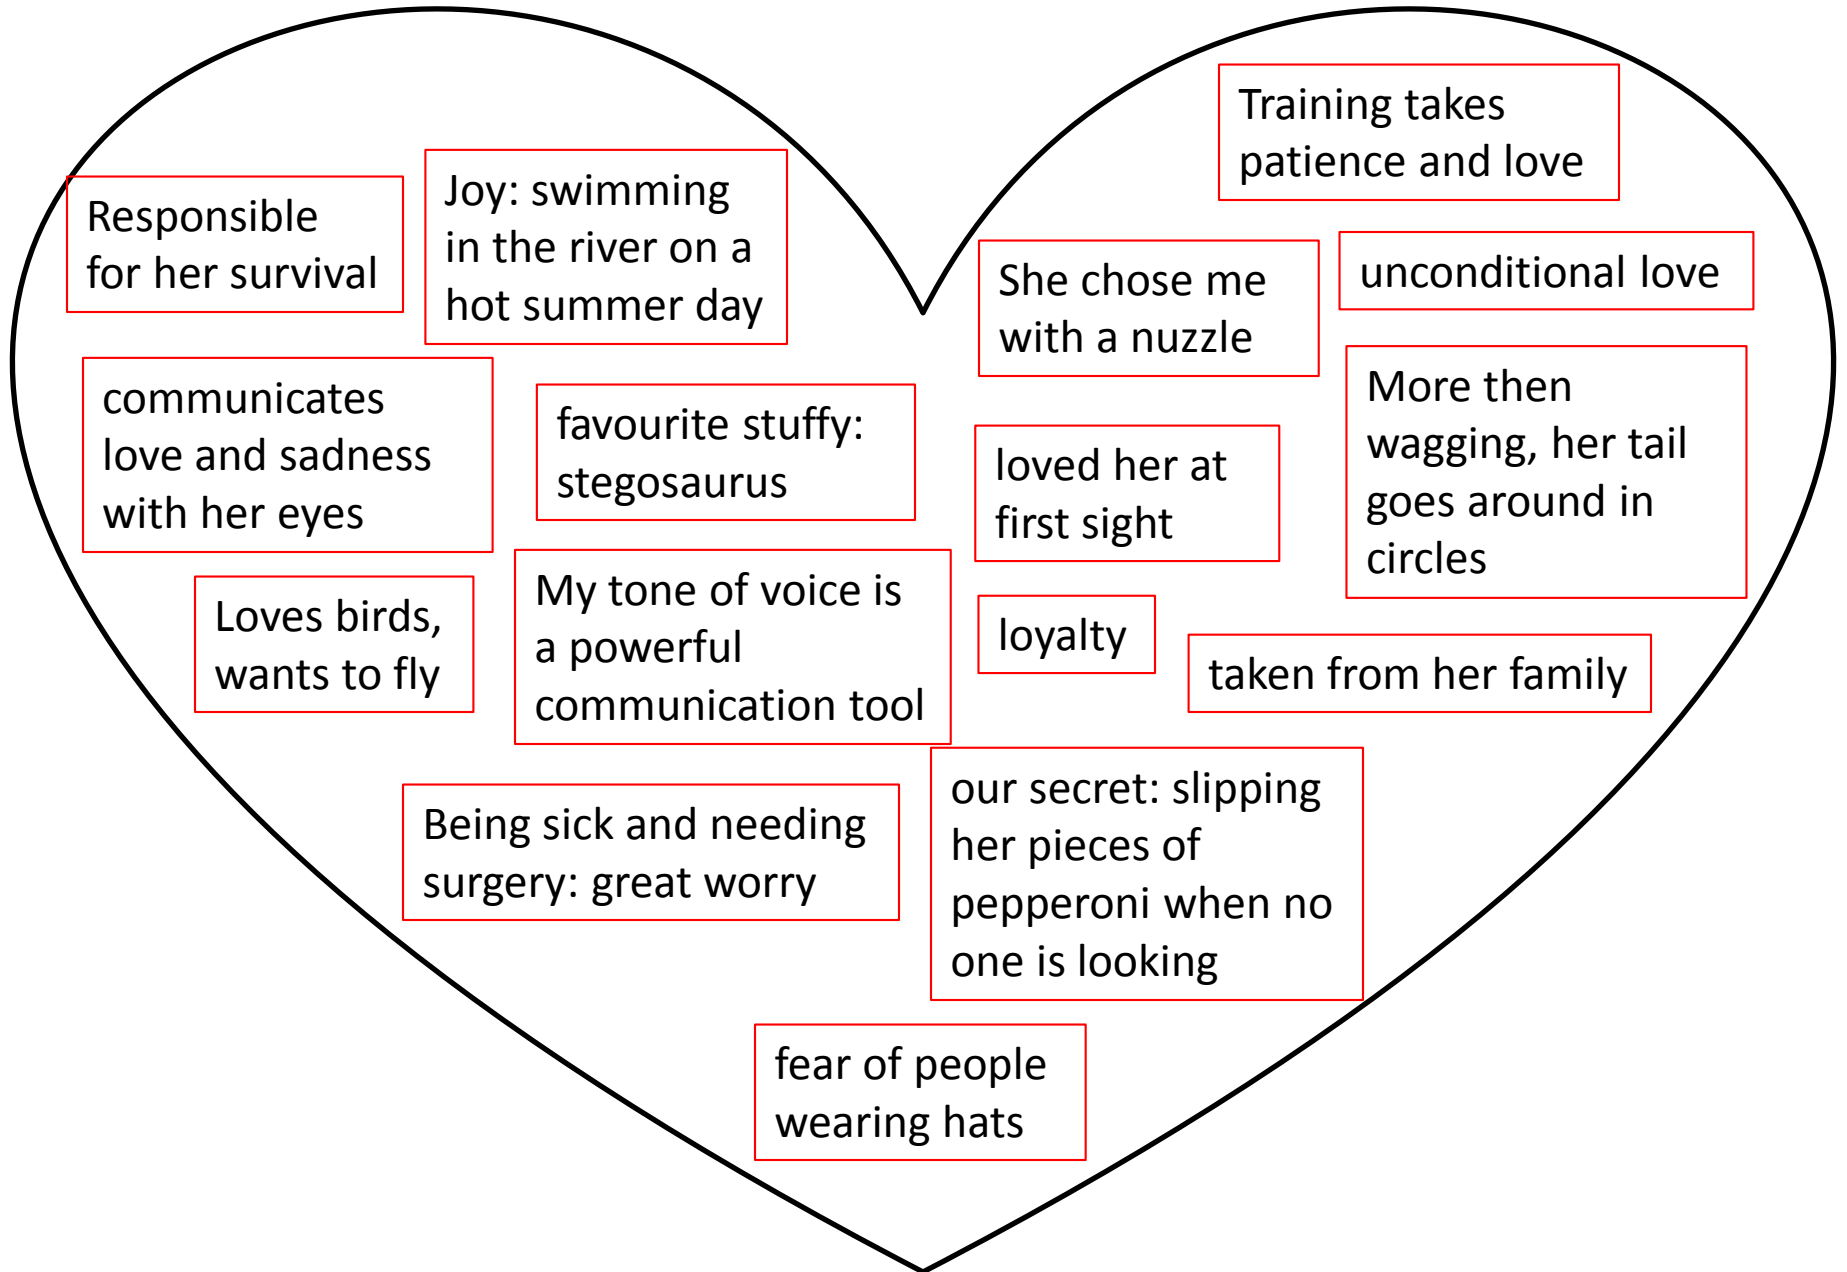 Training takes
patience and love
Responsible
for her survival
Joy: swimming
in the river on a
hot summer day
She chose me
with a nuzzle
unconditional love
communicates
love and sadness
with her eyes
favourite stuffy:
stegosaurus
loved her at
first sight
More then
wagging, her tail
goes around in
circles
Loves birds,
wants to fly
My tone of voice is
a powerful
communication tool
loyalty
taken from her family
Being sick and needing
surgery: great worry
our secret: slipping
her pieces of
pepperoni when no
one is looking
fear of people
wearing hats